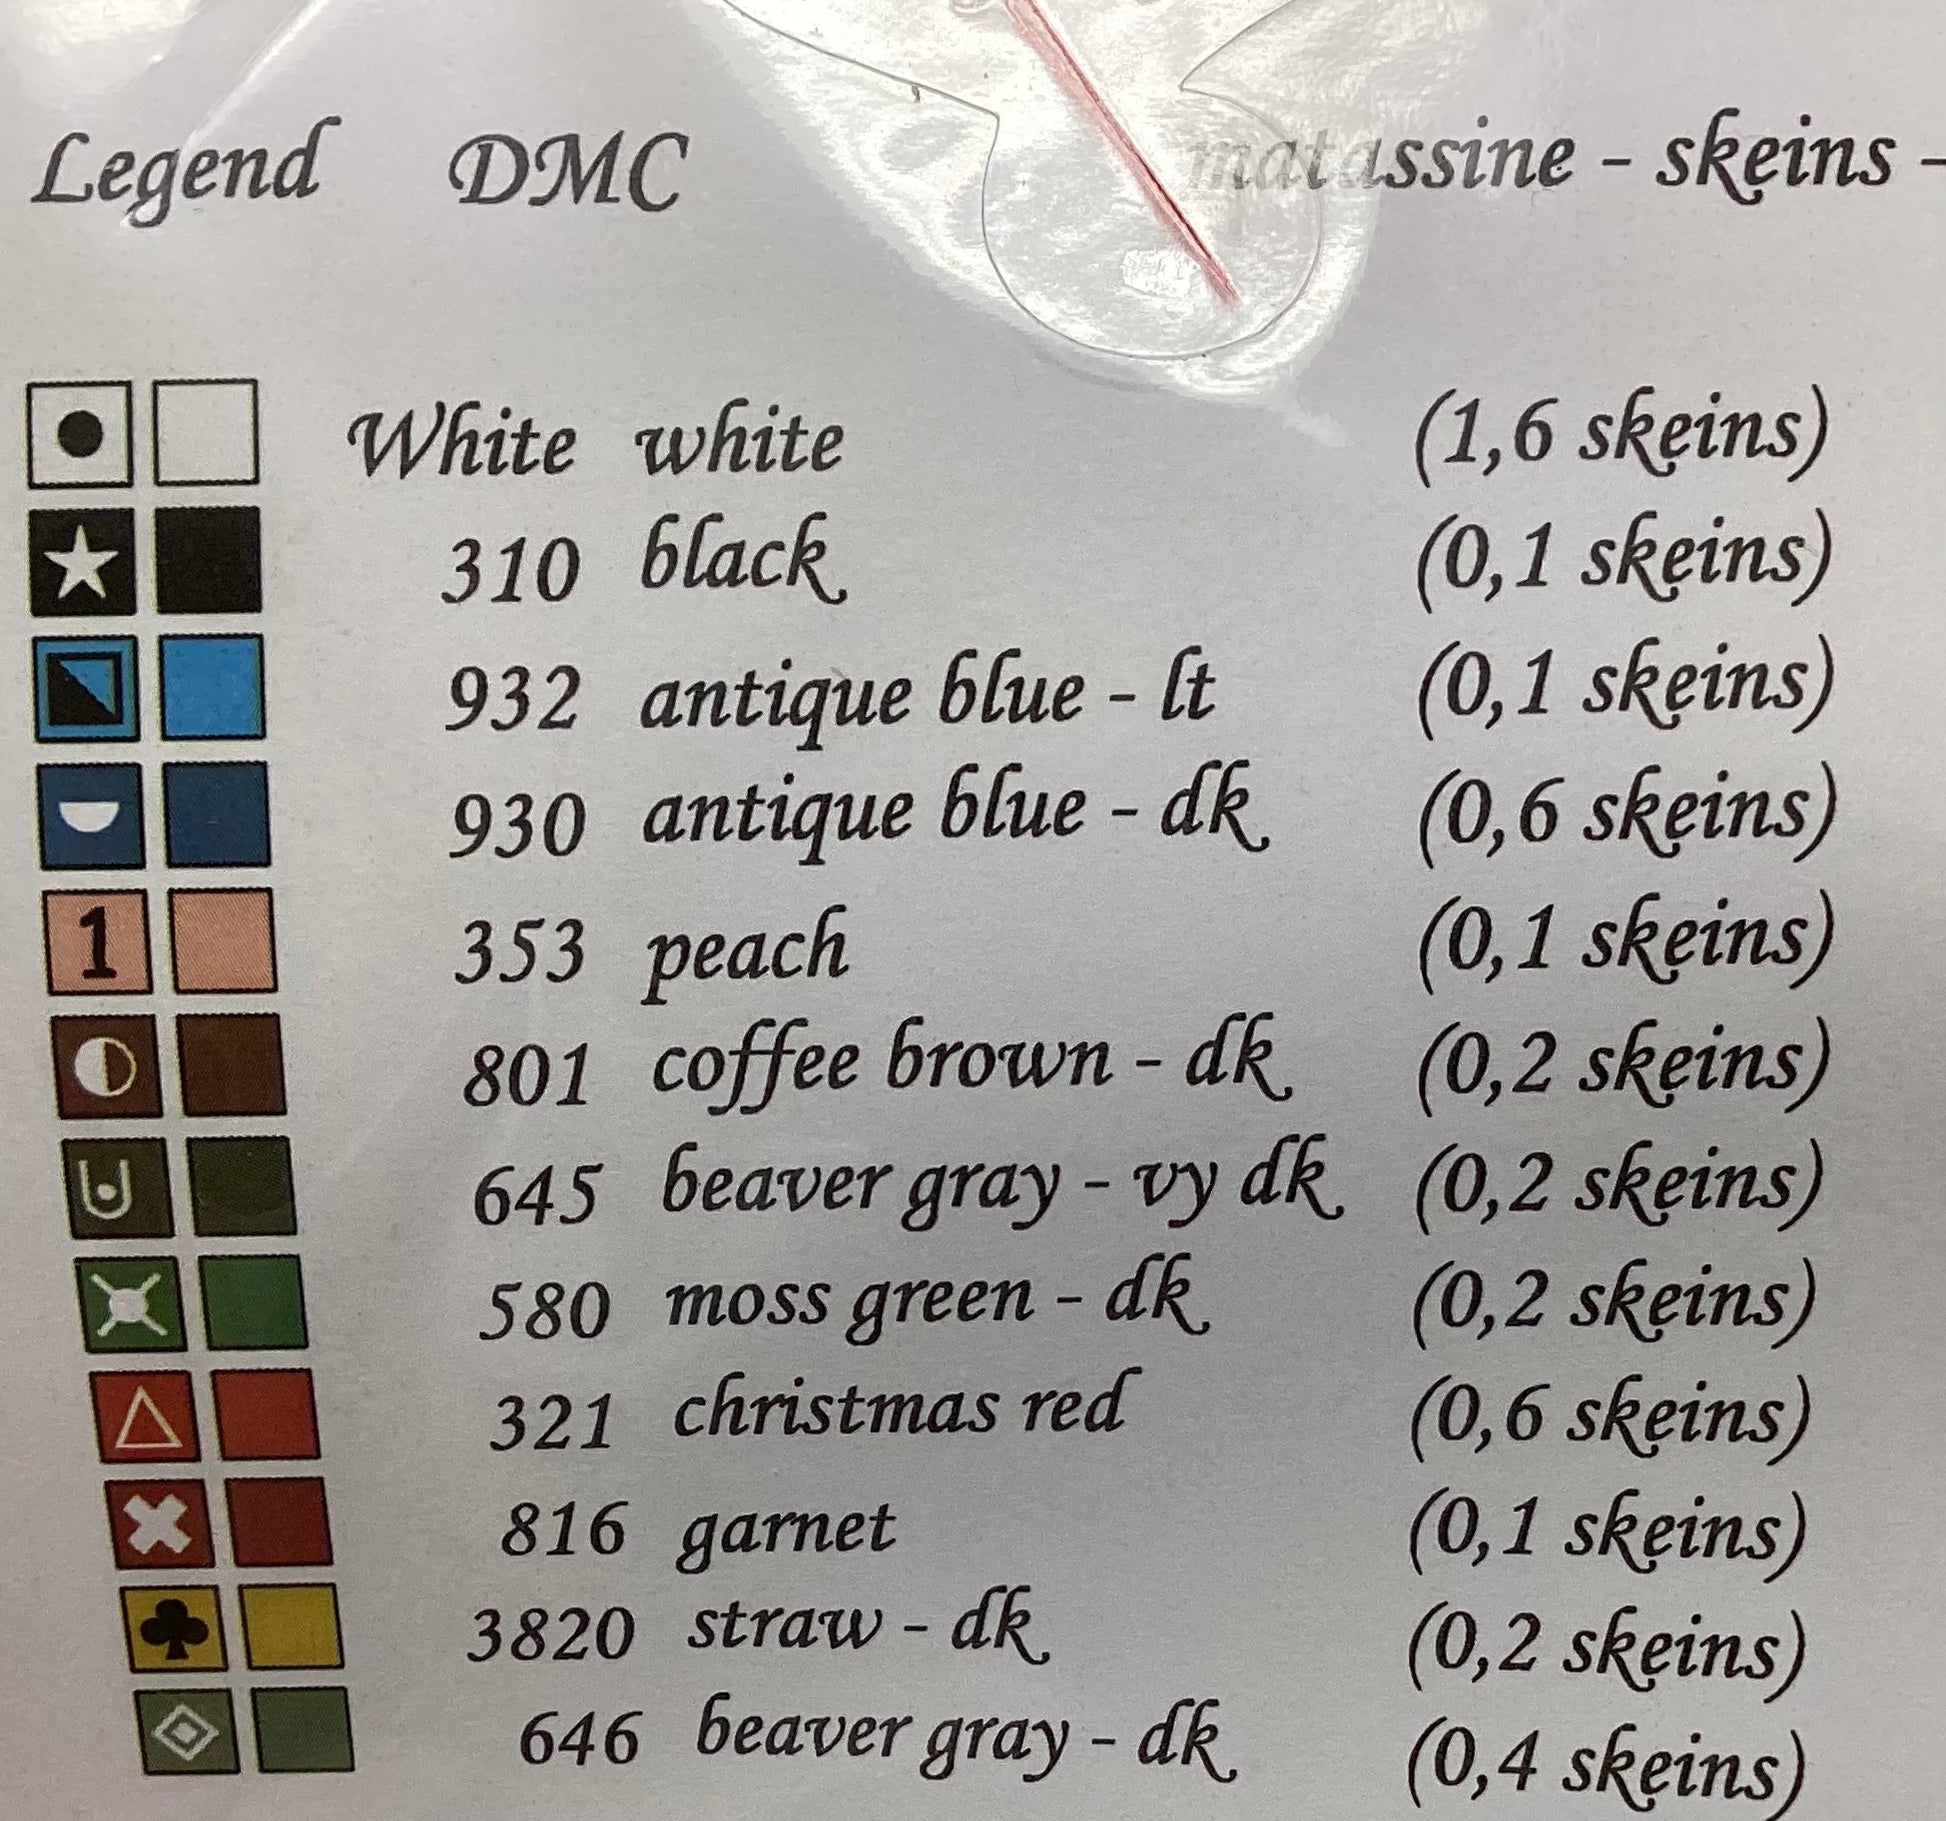 Legend DMC matassine - skeins -
White white (1,6 skeins)
310 black (0,1 skeins)
932 antique blue - lt (0,1 skeins)
930 antique blue - dk (0,6 skeins)
1 353 peach (0,1 skeins)
801 coffee brown - dk (0,2 skeins)
645 beaver gray - vy dk (0,2 skeins)
580 moss green - dk (0,2 skeins)
321 christmas red (0,6 skeins)
816 garnet (0,1 skeins)
3820 straw - dk (0,2 skeins)
646 beaver gray - dk (0,4 skeins)